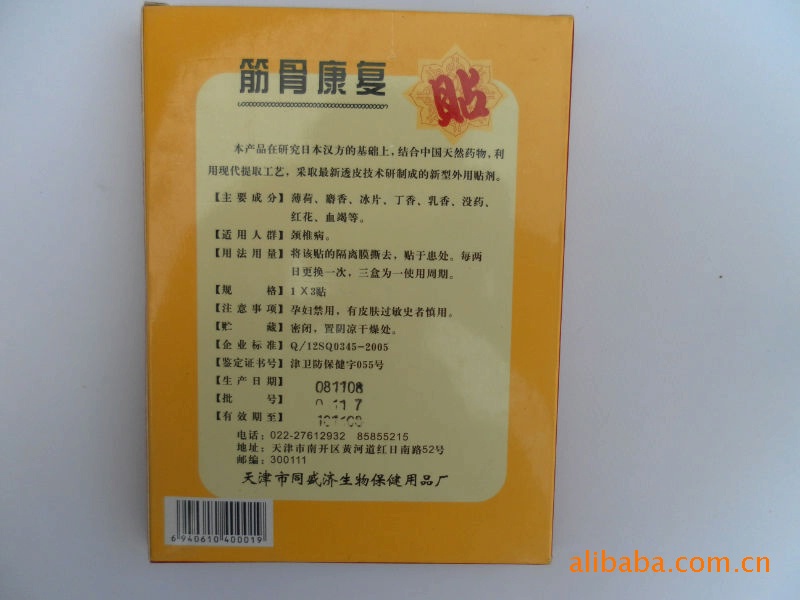 筋骨康复
貼
本产品在研究日本汉方的基础上，结合中国天然药物，利
用现代提取工艺，采取最新透皮技术研制成的新型外用贴剂。
【主要成分】薄荷、麝香、冰片、丁香、乳香、没药、
红花、血竭等。
【适用人群】颈椎病。
【用法用量】将该贴的隔离膜撕去，贴于患处。每两
日更换一次，三盒为一使用周期。
【规 格】1X3贴
【注意事项】孕妇禁用，有皮肤过敏史者慎用。
【贮 藏】密闭，置阴凉干燥处。
【企业标准】Q/12SQ0345-2005
【鉴定证书号】津卫防保健字055号
【生产日期】 081108
【批 号】
【有效期至】
电话：022-27612932 85855215
地址：天津市南开区黄河道红日南路52号
邮编：300111
天津市同盛济生物保健用品厂
6 940610 400019
alibaba.com.cn